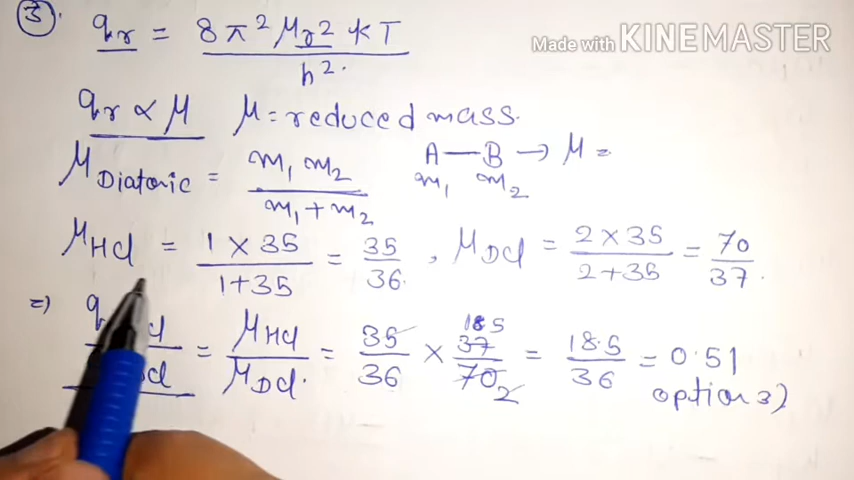 ③. qr = 8π²μr² kT / h².
Made with KINEMASTER
qr ∝ μ μ = reduced mass.
μDiatomic = m₁ m₂ / m₁ + m₂ A — B → μ =
m₁ m₂
μHCl = 1 × 35 / 1+35 = 35 / 36. , μDCl = 2 × 35 / 2+35 = 70 / 37.
=) q = μHCl / μDCl. = 35 / 36 × 37 / 70 = 18.5 / 36 = 0.51
18.5 2
option 3)